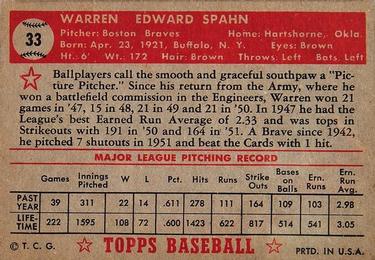 33
WARREN EDWARD SPAHN
Pitcher: Boston Braves Home: Hartshorne, Okla.
Born: Apr. 23, 1921, Buffalo, N. Y. Eyes: Brown
Ht.: 6' Wt.: 172 Hair: Brown Throws: Left Bats: Left
Ballplayers call the smooth and graceful southpaw a "Pic-
ture Pitcher." Since his return from the Army, where he
won a battlefield commission in the Engineers, Warren won 21
games in '47, 15 in 48, 21 in 49 and 21 in '50. In 1947 he had the
League's best Earned Run Average of 2.33 and was tops in
Strikeouts with 191 in '50 and 164 in '51. A Brave since 1942,
he pitched 7 shutouts in 1951 and beat the Cards with 1 hit.
MAJOR LEAGUE PITCHING RECORD
Games Innings Pitched W L Pct. Hits Runs Strike Outs Bases on Balls Ern. Runs Ern. Run Avg.
PAST YEAR 39 311 22 14 .611 278 111 164 109 103 2.98
LIFE-TIME 222 1595 108 72 .600 1423 622 817 541 3.05
© T. C. G. TOPPS BASEBALL PRTD. IN U.S.A.